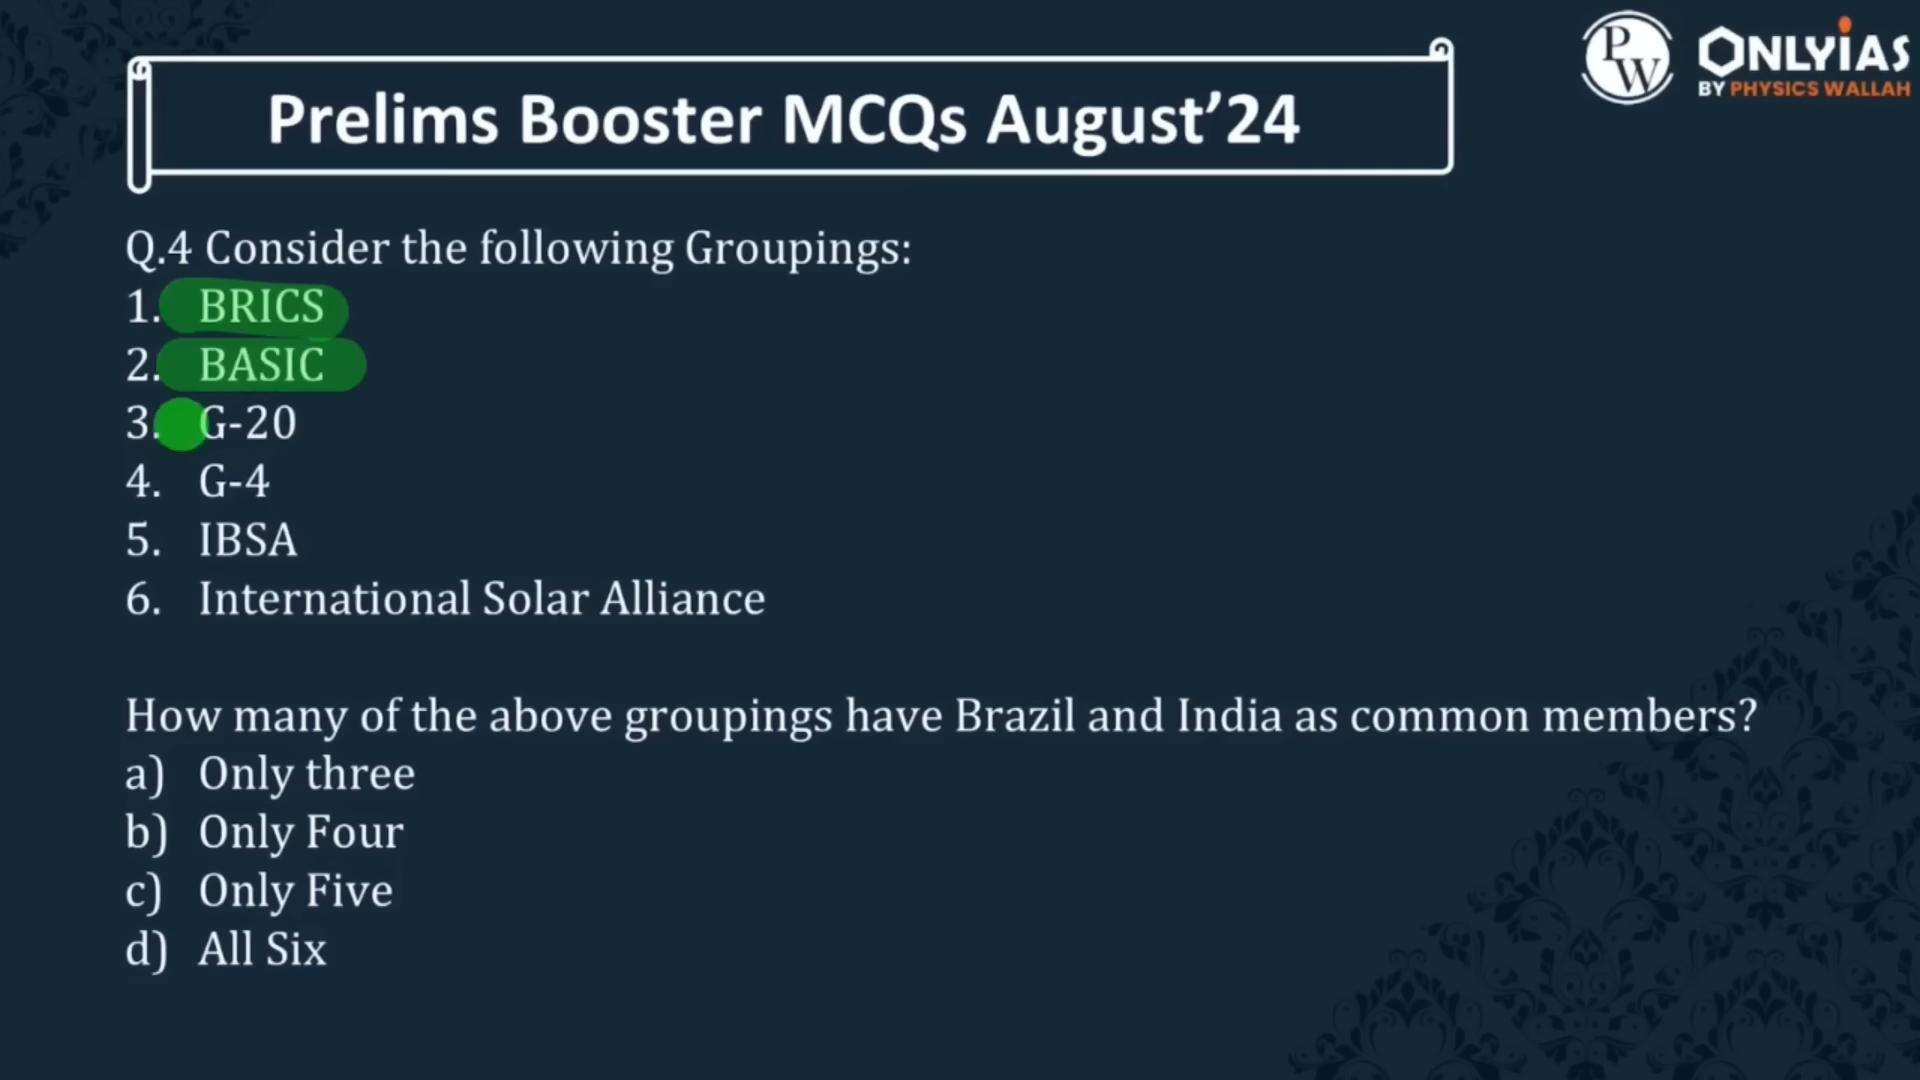 PW
ONLYIAS
BY PHYSICS WALLAH
Prelims Booster MCQs August’24
Q.4 Consider the following Groupings:
1. BRICS
2. BASIC
3. G-20
4. G-4
5. IBSA
6. International Solar Alliance
How many of the above groupings have Brazil and India as common members?
a) Only three
b) Only Four
c) Only Five
d) All Six